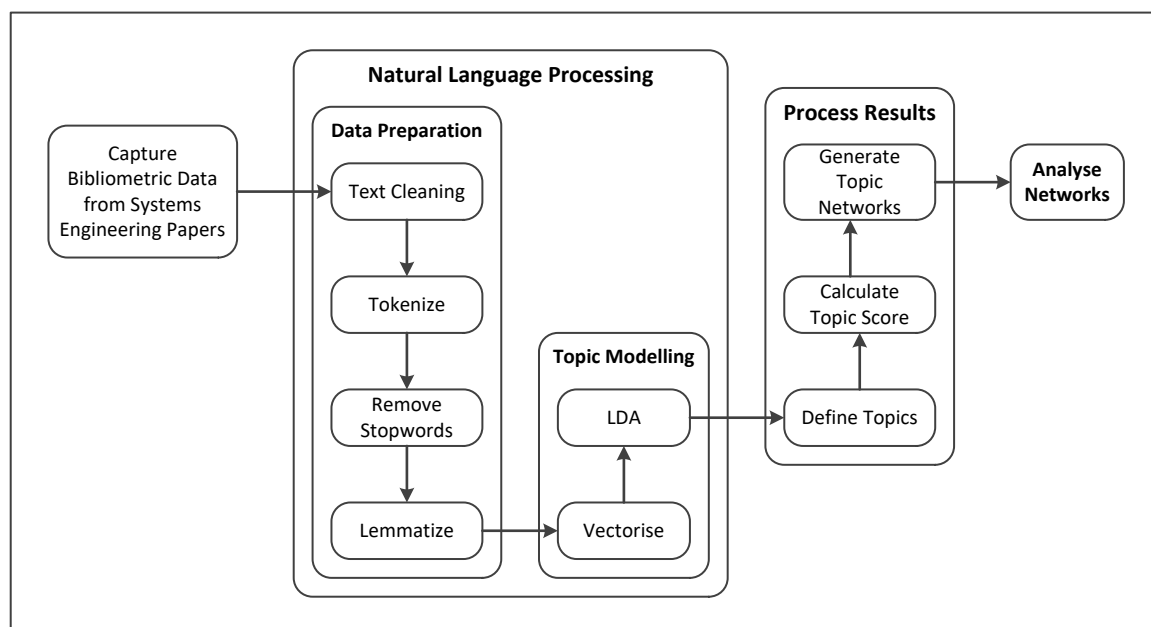 Natural Language Processing
Data Preparation
Capture
Bibliometric Data
from Systems
Engineering Papers
Text Cleaning
Tokenize
Remove
Stopwords
Lemmatize
Topic Modelling
LDA
Vectorise
Process Results
Generate
Topic
Networks
Calculate
Topic Score
Define Topics
Analyse
Networks